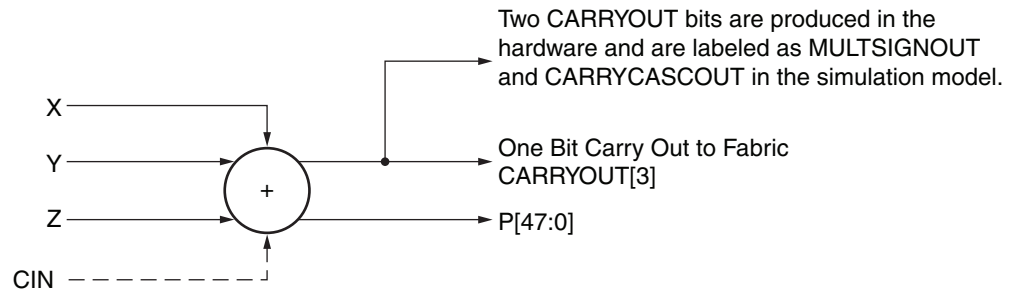 Two CARRYOUT bits are produced in the
hardware and are labeled as MULTSIGNOUT
and CARRYCASCOUT in the simulation model.
X
Y
One Bit Carry Out to Fabric
CARRYOUT[3]
+
Z
P[47:0]
CIN